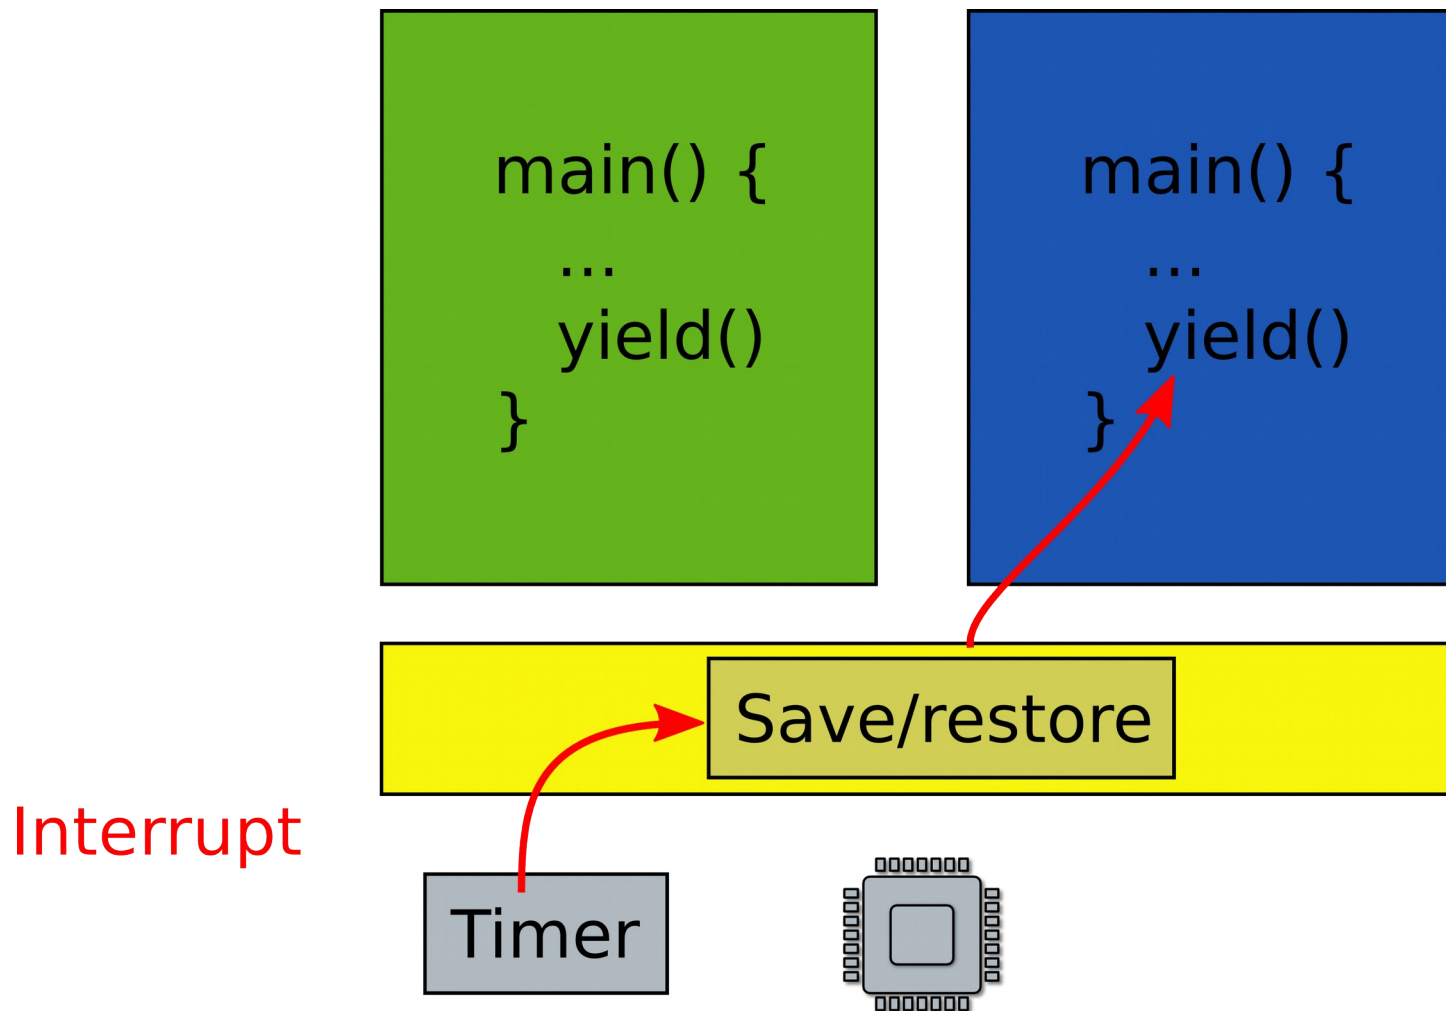 main() {
...
yield()
}
main() {
...
yield()
}
Save/restore
Interrupt
Timer